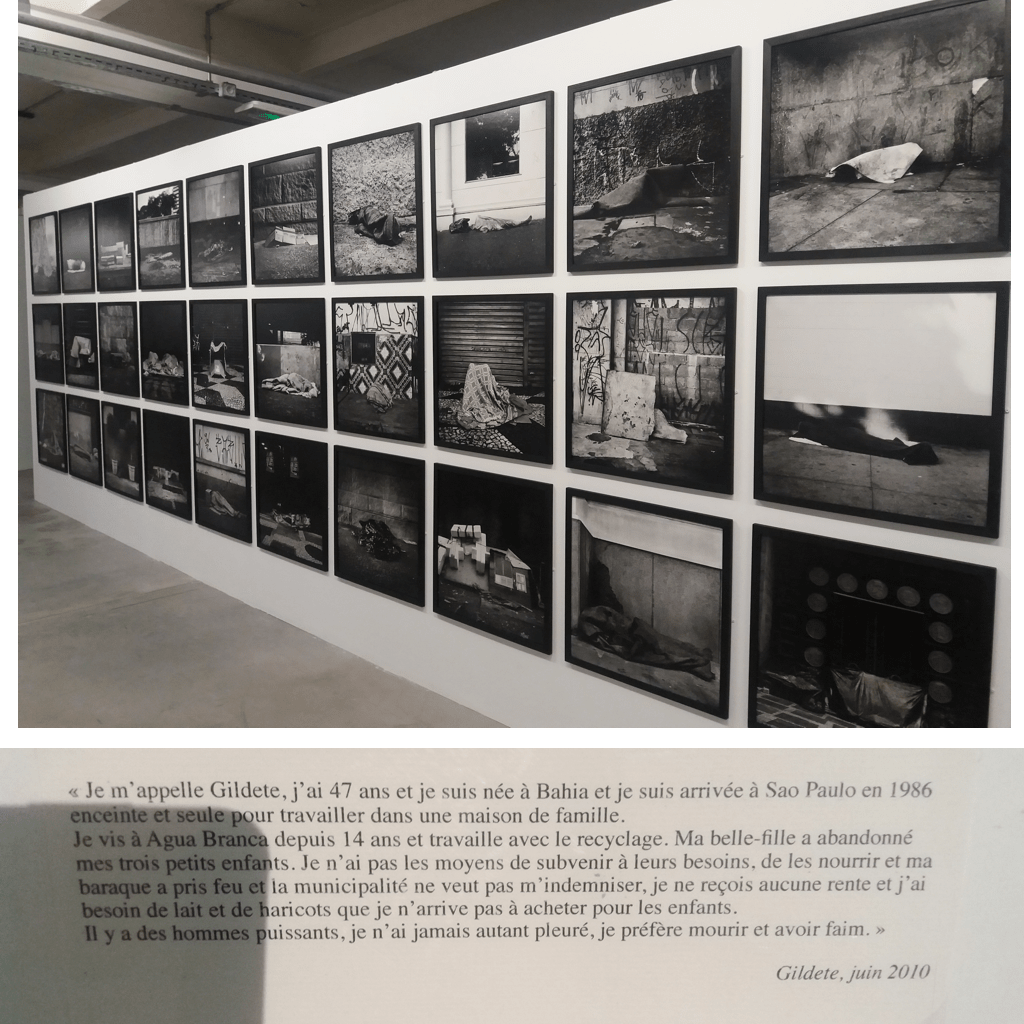 « Je m'appelle Gildete, j'ai 47 ans et je suis née à Bahia et je suis arrivée à Sao Paulo en 1986
enceinte et seule pour travailler dans une maison de famille.
Je vis à Agua Branca depuis 14 ans et travaille avec le recyclage. Ma belle-fille a abandonné
mes trois petits enfants. Je n'ai pas les moyens de subvenir à leurs besoins, de les nourrir et ma
baraque a pris feu et la municipalité ne veut pas m'indemniser, je ne reçois aucune rente et j'ai
besoin de lait et de haricots que je n'arrive pas à acheter pour les enfants.
Il y a des hommes puissants, je n'ai jamais autant pleuré, je préfère mourir et avoir faim. »
Gildete, juin 2010